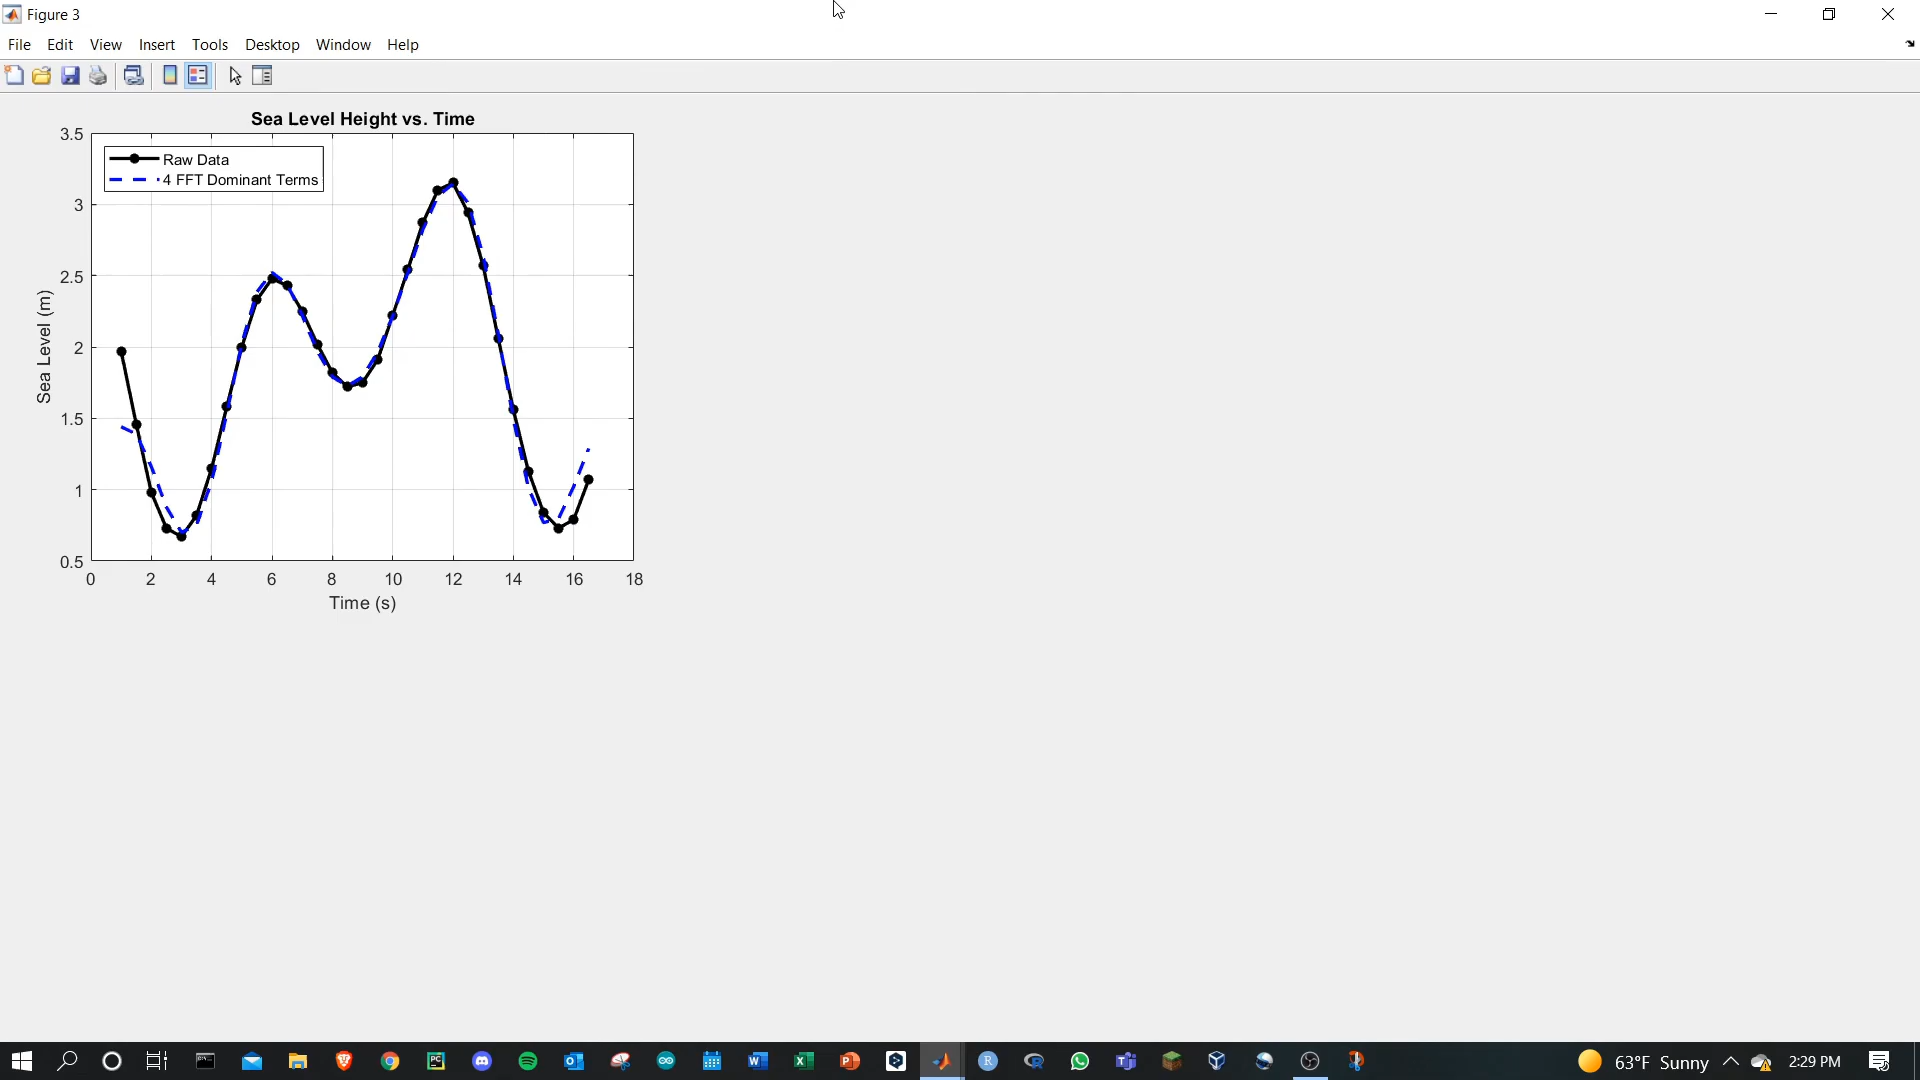 Figure 3
File Edit View Insert Tools Desktop Window Help
Sea Level Height vs. Time
3.5
3
2.5
2
1.5
1
0.5
Sea Level (m)
Raw Data
4 FFT Dominant Terms
0 2 4 6 8 10 12 14 16 18
Time (s)
63°F Sunny 2:29 PM